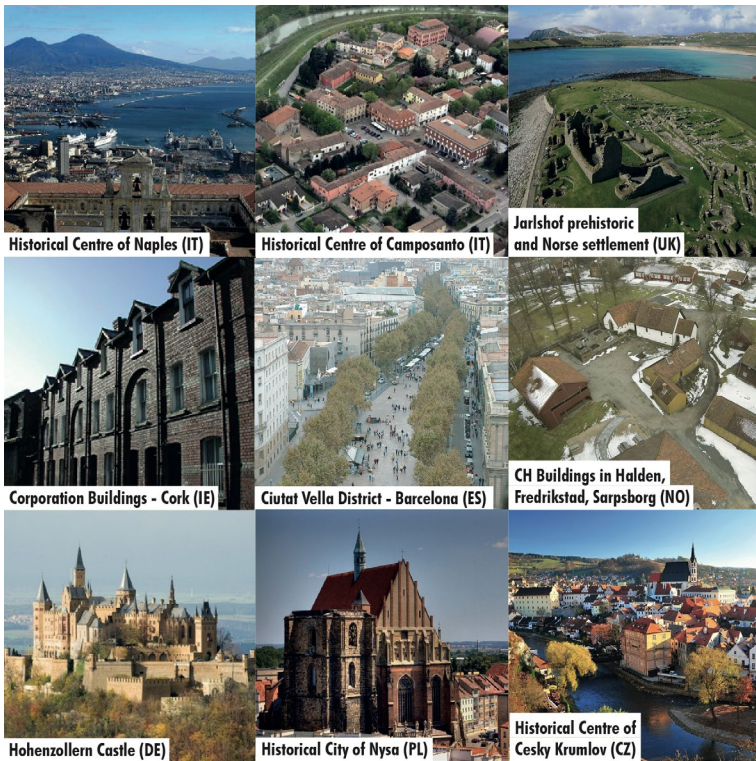 Historical Centre of Naples (IT)
Historical Centre of Camposanto (IT)
Jarlshof prehistoric
and Norse settlement (UK)
Corporation Buildings - Cork (IE)
Ciutat Vella District - Barcelona (ES)
CH Buildings in Halden,
Fredrikstad, Sarpsborg (NO)
Hohenzollern Castle (DE)
Historical City of Nysa (PL)
Historical Centre of
Cesky Krumlov (CZ)